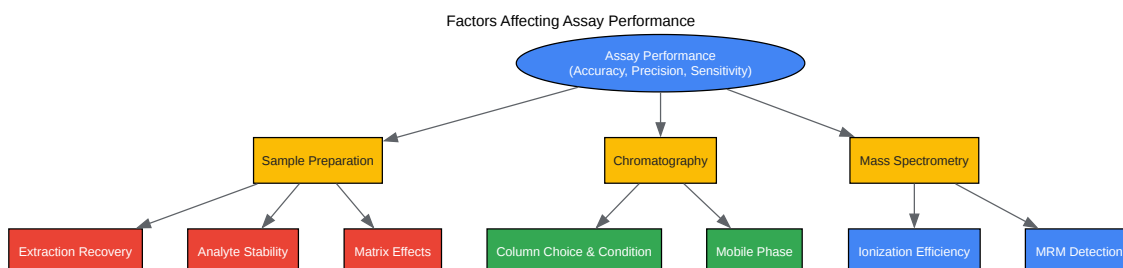 Factors Affecting Assay Performance
Assay Performance
(Accuracy, Precision, Sensitivity)
Sample Preparation
Chromatography
Mass Spectrometry
Extraction Recovery
Analyte Stability
Matrix Effects
Column Choice & Condition
Mobile Phase
Ionization Efficiency
MRM Detection